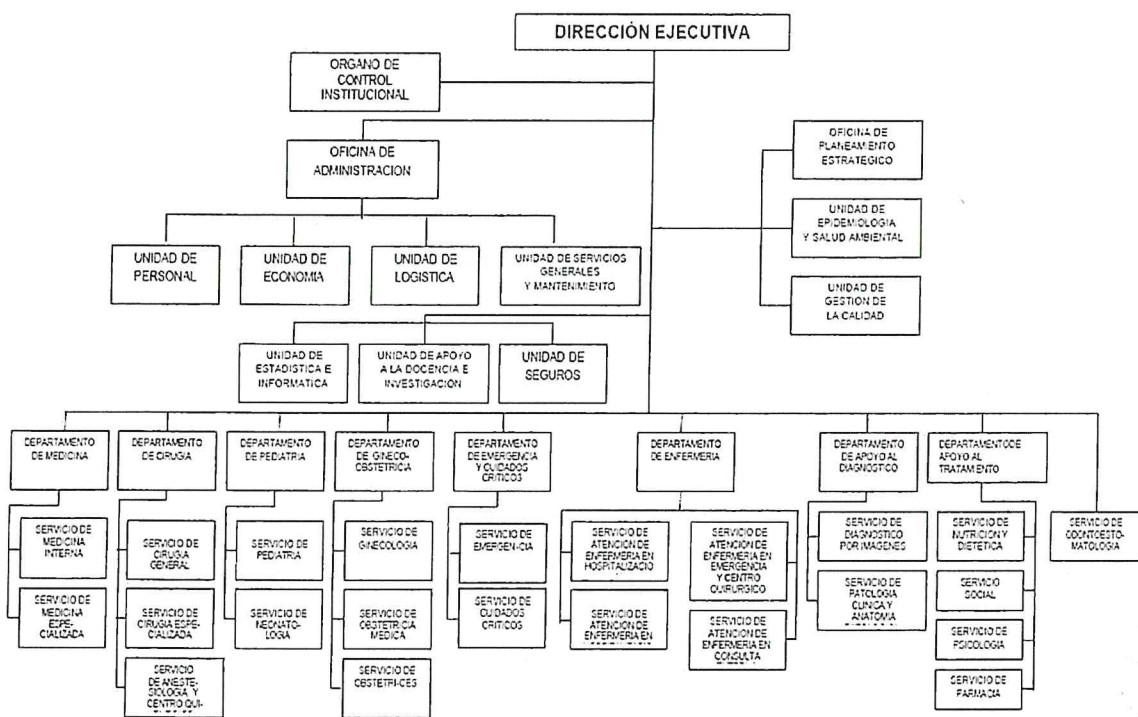 DIRECCIÓN EJECUTIVA
ORGANO DE
CONTROL
INSTITUCIONAL
OFICINA DE
ADMINISTRACION
OFICINA DE
PLANEAMIENTO
ESTRATEGICO
UNIDAD DE
EPIDEMIOLOGIA
Y SALUD AMBIENTAL
UNIDAD DE
GESTION DE
LA CALIDAD
UNIDAD DE
PERSONAL
UNIDAD DE
ECONOMIA
UNIDAD DE
LOGISTICA
UNIDAD DE SERVICIOS
GENERALES
Y MANTENIMIENTO
UNIDAD DE
ESTADISTICA E
INFORMATICA
UNIDAD DE APOYO
A LA DOCENCIA E
INVESTIGACION
UNIDAD DE
SEGUROS
DEPARTAMENTO
DE MEDICINA
DEPARTAMENTO
DE CIRUGIA
DEPARTAMENTO
DE PEDIATRIA
DEPARTAMENTO
DE GINECO-
OBSTETRICIA
DEPARTAMENTO
DE EMERGENCIA
Y CUIDADOS
CRITICOS
DEPARTAMENTO
DE ENFERMERIA
DEPARTAMENTO
DE APOYO AL
DIAGNOSTICO
DEPARTAMENTO DE
APOYO AL
TRATAMIENTO
SERVICIO DE
MEDICINA
INTERNA
SERVICIO DE
MEDICINA
ESPE-
CIALIZADA
SERVICIO DE
CIRUGIA
GENERAL
SERVICIO DE
CIRUGIA ESPE-
CIALIZADA
SERVICIO
DE ANESTE-
SIOLOGIA Y
CENTRO QUI-
SERVICIO DE
PEDIATRIA
SERVICIO DE
NEONATO-
LOGIA
SERVICIO DE
GINECOLOGIA
SERVICIO DE
OBSTETRICIA
MEDICA
SERVICIO DE
OBSTETRI-CES
SERVICIO DE
EMERGEN-CIA
SERVICIO DE
CUIDADOS
CRITICOS
SERVICIO DE
ATENCION DE
ENFERMERIA EN
HOSPITALIZACIO
SERVICIO DE
ATENCION DE
ENFERMERIA EN
SERVICIO DE
ATENCION DE
ENFERMERIA EN
EMERGENCIA
Y CENTRO
QUIRURGICO
SERVICIO DE
ATENCION DE
ENFERMERIA EN
CONSULTA
SERVICIO DE
DIAGNOSTICO
POR IMAGENES
SERVICIO DE
PATOLOGIA
CLINICA Y
ANATOMIA
SERVICIO DE
NUTRICION Y
DIETETICA
SERVICIO
SOCIAL
SERVICIO DE
PSICOLOGIA
SERVICIO DE
FARMACIA
SERVICIO DE
ODONTOESTO-
MATOLOGIA